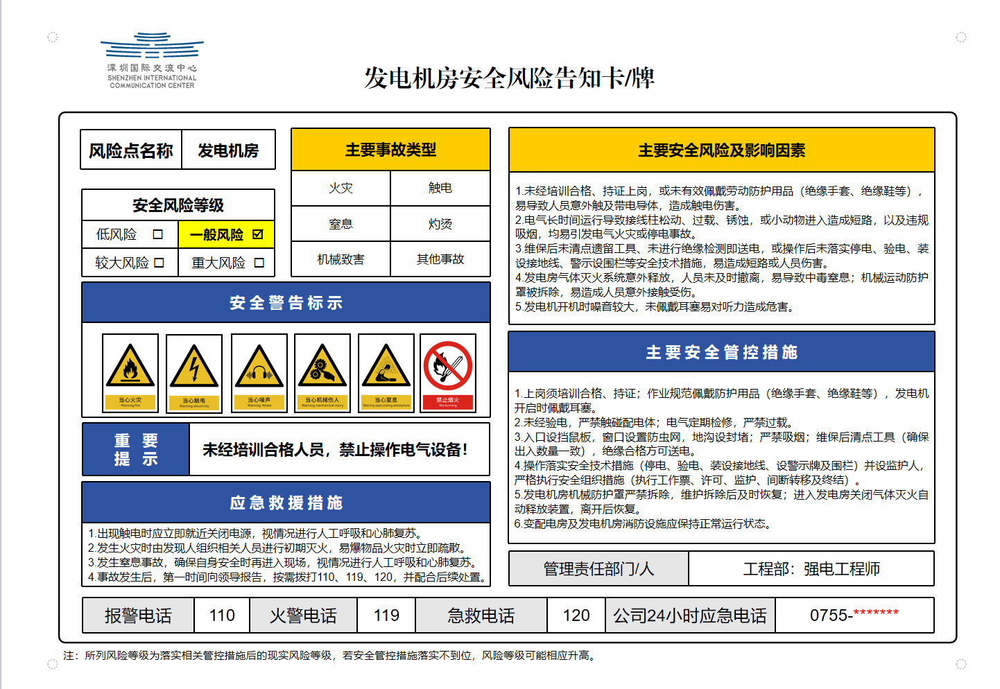 深圳国际交流中心
SHENZHEN INTERNATIONAL
COMMUNICATION CENTER
发电机房安全风险告知卡/牌
风险点名称
发电机房
安全风险等级
低风险 ☐
一般风险 ☑
较大风险 ☐
重大风险 ☐
主要事故类型
火灾
触电
窒息
灼烫
机械致害
其他事故
安全警告标示
当心火灾
Warning fire
当心触电
Warning electricity
当心噪声
Warning Noise
当心机械伤人
Warning mechanical injury
当心窒息
Warning asphyxiating atmosphere
禁止烟火
No burning
重 要
提 示
未经培训合格人员，禁止操作电气设备！
应急救援措施
1.出现触电时应立即就近关闭电源，视情况进行人工呼吸和心肺复苏。
2.发生火灾时由发现人组织相关人员进行初期灭火，易爆物品火灾时立即疏散。
3.发生窒息事故，确保自身安全时再进入现场，视情况进行人工呼吸和心肺复苏。
4.事故发生后，第一时间向领导报告，按需拨打110、119、120，并配合后续处置。
主要安全风险及影响因素
1.未经培训合格、持证上岗，或未有效佩戴劳动防护用品（绝缘手套、绝缘鞋等），
易导致人员意外触及带电导体，造成触电伤害。
2.电气长时间运行导致接线柱松动、过载、锈蚀，或小动物进入造成短路，以及违规
吸烟，均易引发电气火灾或停电事故。
3.维保后未清点遗留工具、未进行绝缘检测即送电，或操作后未落实停电、验电、装
设接地线、警示设围栏等安全技术措施，易造成短路或人员伤害。
4.发电房气体灭火系统意外释放，人员未及时撤离，易导致中毒窒息；机械运动防护
罩被拆除，易造成人员意外接触受伤。
5.发电机开机时噪音较大，未佩戴耳塞易对听力造成危害。
主要安全管控措施
1.上岗须培训合格、持证；作业规范佩戴防护用品（绝缘手套、绝缘鞋等），发电机
开启时佩戴耳塞。
2.未经验电，严禁触碰配电体；电气定期检修，严禁过载。
3.入口设挡鼠板，窗口设置防虫网，地沟设封堵；严禁吸烟；维保后清点工具（确保
出入数量一致），绝缘合格方可送电。
4.操作落实安全技术措施（停电、验电、装设接地线、设警示牌及围栏）并设监护人，
严格执行安全组织措施（执行工作票、许可、监护、间断转移及终结）。
5.发电机房机械防护罩严禁拆除，维护拆除后及时恢复；进入发电房关闭气体灭火自
动释放装置，离开后恢复。
6.变配电房及发电机房消防设施应保持正常运行状态。
管理责任部门/人
工程部：强电工程师
报警电话
110
火警电话
119
急救电话
120
公司24小时应急电话
0755-*******
注：所列风险等级为落实相关管控措施后的现实风险等级，若安全管控措施落实不到位，风险等级可能相应升高。